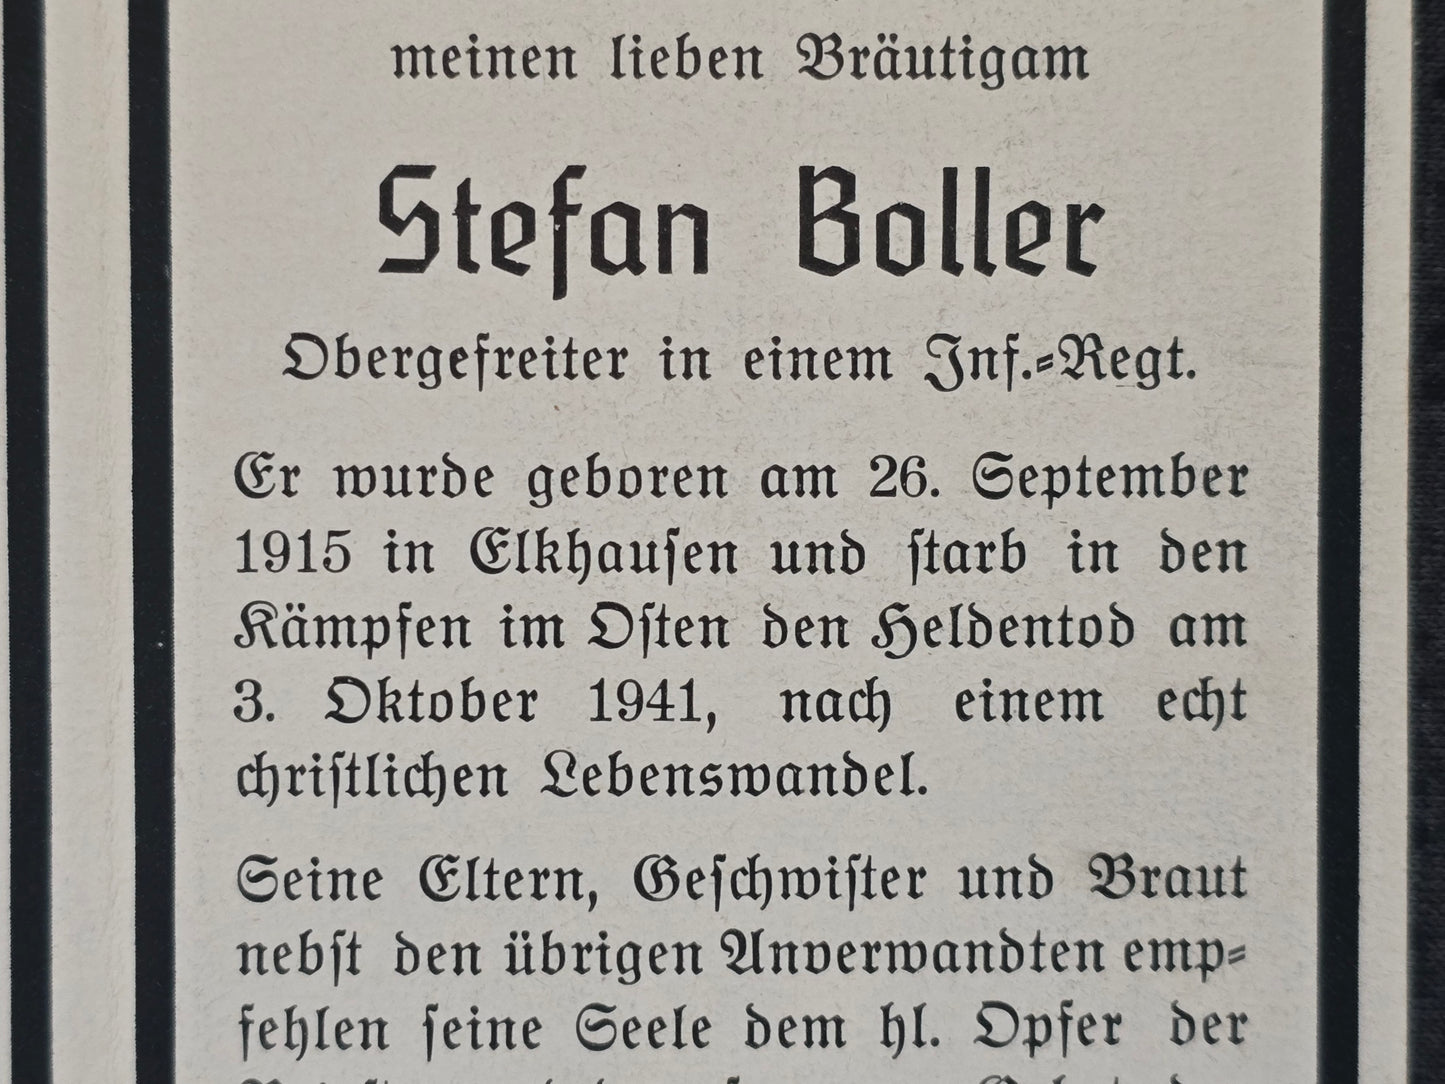 meinen lieben Bräutigam
Stefan Boller
Obergefreiter in einem Inf.-Regt.
Er wurde geboren am 26. September
1915 in Elkhauſen und ſtarb in den
Kämpfen im Oſten den Heldentod am
3. Oktober 1941, nach einem echt
chriſtlichen Lebenswandel.
Seine Eltern, Geſchwiſter und Braut
nebſt den übrigen Anverwandten emp-
fehlen ſeine Seele dem hl. Opfer der